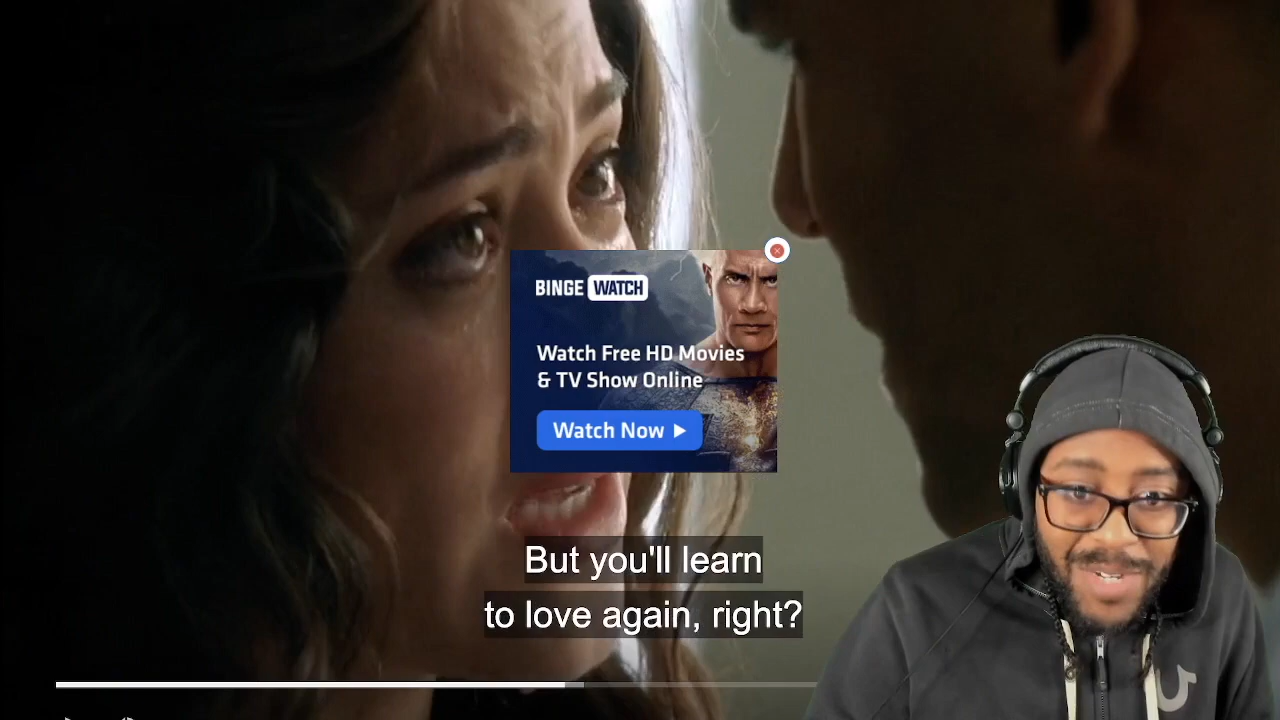 BINGE WATCH
Watch Free HD Movies
& TV Show Online
Watch Now
But you'll learn
to love again, right?